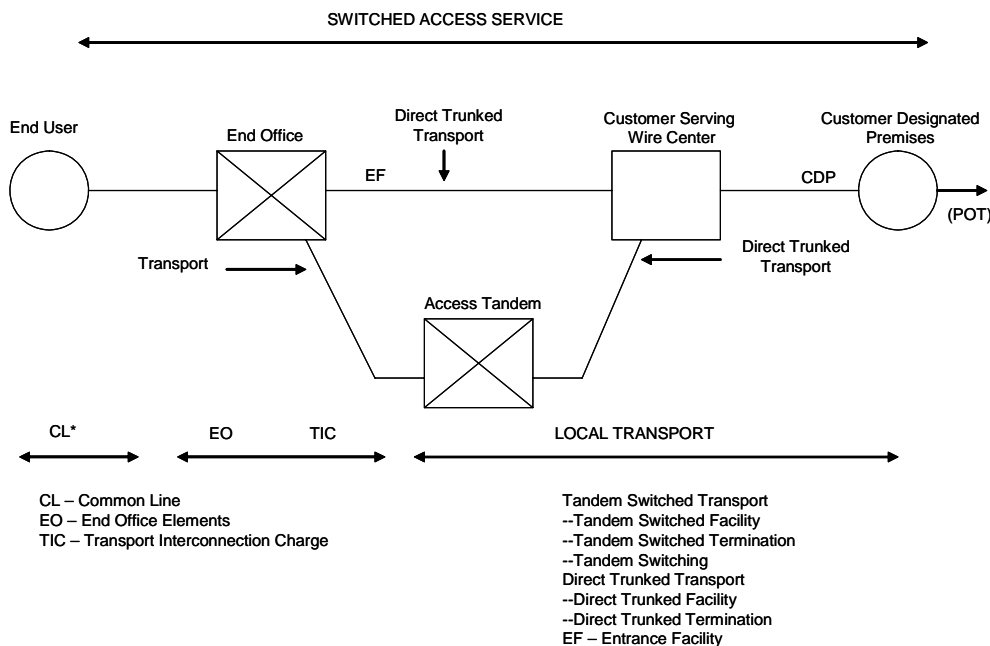 SWITCHED ACCESS SERVICE
End User
End Office
Direct Trunked
Transport
Customer Serving
Wire Center
Customer Designated
Premises
EF
CDP
(POT)
Transport
Direct Trunked
Transport
Access Tandem
CL*
EO
TIC
LOCAL TRANSPORT
CL – Common Line
EO – End Office Elements
TIC – Transport Interconnection Charge
Tandem Switched Transport
--Tandem Switched Facility
--Tandem Switched Termination
--Tandem Switching
Direct Trunked Transport
--Direct Trunked Facility
--Direct Trunked Termination
EF – Entrance Facility